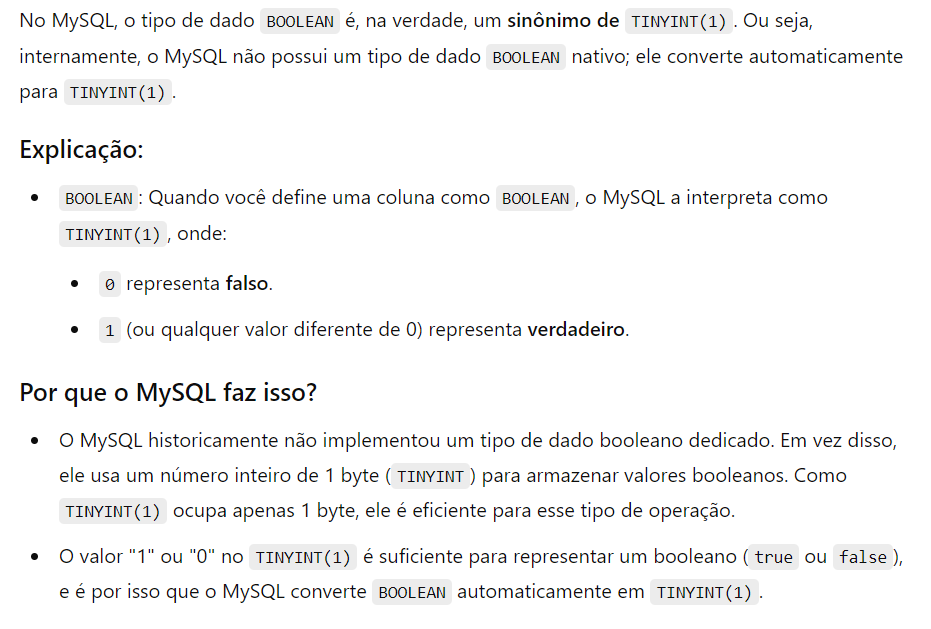 No MySQL, o tipo de dado BOOLEAN é, na verdade, um sinônimo de TINYINT(1). Ou seja,
internamente, o MySQL não possui um tipo de dado BOOLEAN nativo; ele converte automaticamente
para TINYINT(1).
Explicação:
• BOOLEAN: Quando você define uma coluna como BOOLEAN, o MySQL a interpreta como
TINYINT(1), onde:
• 0 representa falso.
• 1 (ou qualquer valor diferente de 0) representa verdadeiro.
Por que o MySQL faz isso?
• O MySQL historicamente não implementou um tipo de dado booleano dedicado. Em vez disso,
ele usa um número inteiro de 1 byte (TINYINT) para armazenar valores booleanos. Como
TINYINT(1) ocupa apenas 1 byte, ele é eficiente para esse tipo de operação.
• O valor "1" ou "0" no TINYINT(1) é suficiente para representar um booleano (true ou false),
e é por isso que o MySQL converte BOOLEAN automaticamente em TINYINT(1).